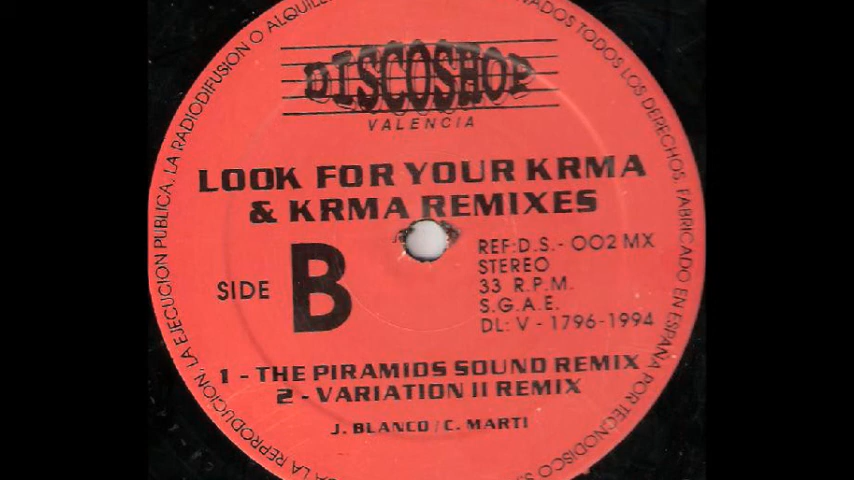 DISCOSHOP
VALENCIA
LOOK FOR YOUR KRMA
& KRMA REMIXES
SIDE B
REF:D.S.- 002 MX
STEREO
33 R.P.M.
S.G.A.E.
DL: V - 1796-1994
1 - THE PIRAMIDS SOUND REMIX
2 - VARIATION II REMIX
J. BLANCO / C. MARTI
LA REPRODUCCION, LA EJECUCION PUBLICA, LA RADIODIFUSION O ALQUILE
TODOS LOS DERECHOS. FABRICADO EN ESPAÑA POR TECNODISCO S.